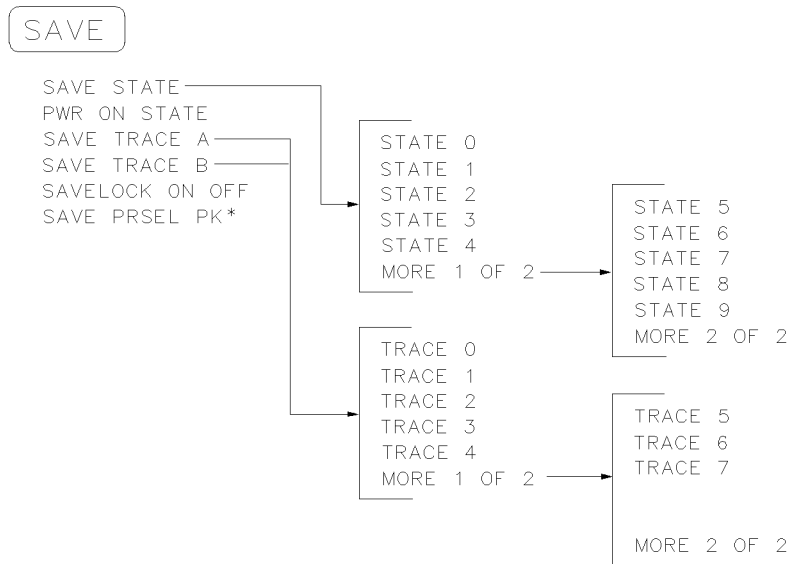 SAVE
SAVE STATE
PWR ON STATE
SAVE TRACE A
SAVE TRACE B
SAVELOCK ON OFF
SAVE PRSEL PK*
STATE 0
STATE 1
STATE 2
STATE 3
STATE 4
MORE 1 OF 2
STATE 5
STATE 6
STATE 7
STATE 8
STATE 9
MORE 2 OF 2
TRACE 0
TRACE 1
TRACE 2
TRACE 3
TRACE 4
MORE 1 OF 2
TRACE 5
TRACE 6
TRACE 7
MORE 2 OF 2